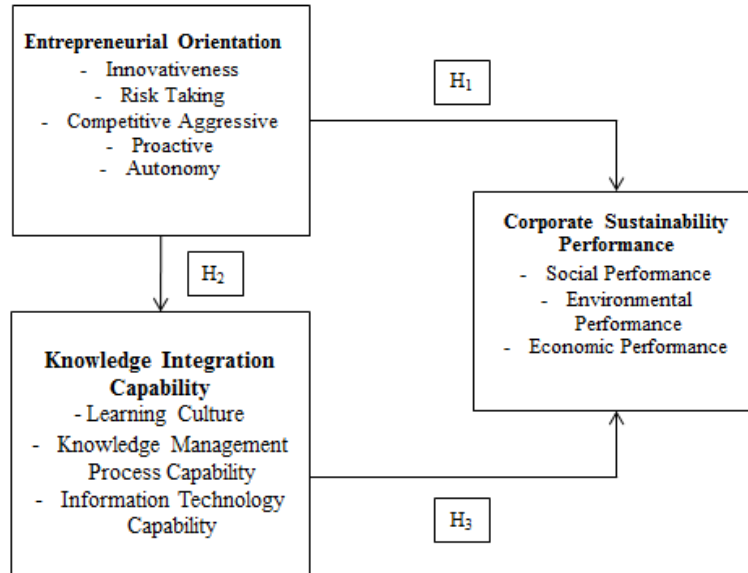 Entrepreneurial Orientation
- Innovativeness
- Risk Taking
- Competitive Aggressive
- Proactive
- Autonomy
H₁
Corporate Sustainability
Performance
- Social Performance
- Environmental
Performance
- Economic Performance
H₂
Knowledge Integration
Capability
- Learning Culture
- Knowledge Management
Process Capability
- Information Technology
Capability
H₃